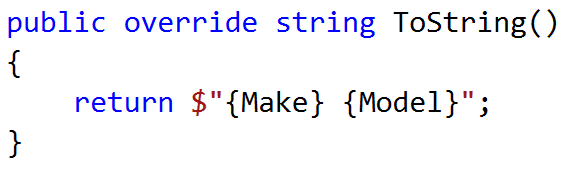 public override string ToString()
{
    return $"{Make} {Model}";
}